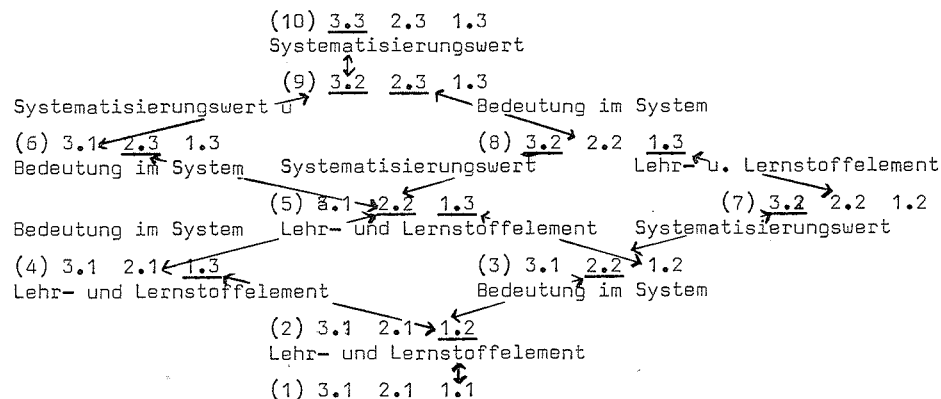 (10) 3.3 2.3 1.3
Systematisierungswert
(9) 3.2 2.3 1.3
Systematisierungswert u Bedeutung im System
(6) 3.1 2.3 1.3 (8) 3.2 2.2 1.3
Bedeutung im System Systematisierungswert Lehr- u. Lernstoffelement
(5) 3.1 2.2 1.3 (7) 3.2 2.2 1.2
Bedeutung im System Lehr- und Lernstoffelement Systematisierungswert
(4) 3.1 2.1 1.3 (3) 3.1 2.2 1.2
Lehr- und Lernstoffelement Bedeutung im System
(2) 3.1 2.1 1.2
Lehr- und Lernstoffelement
(1) 3.1 2.1 1.1